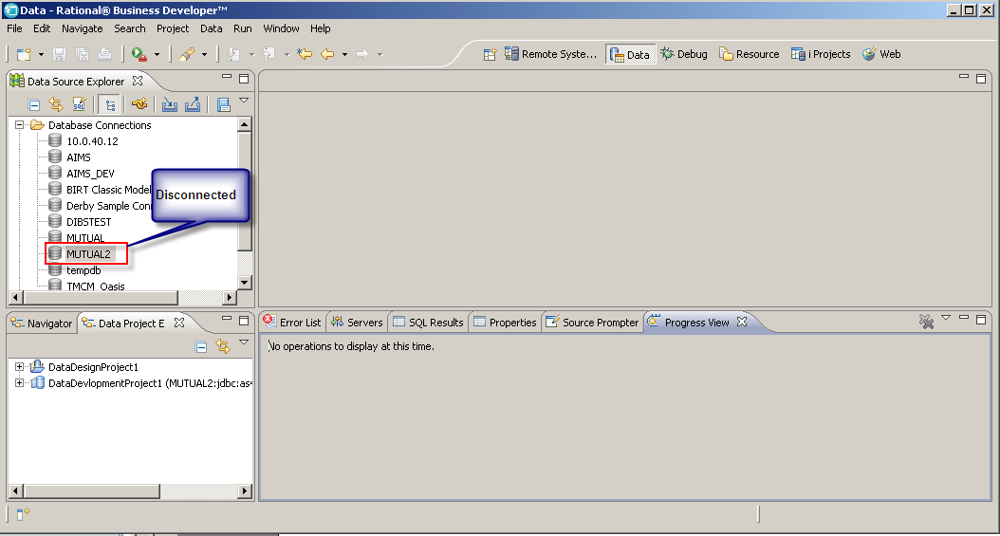 Data - Rational® Business Developer™
File Edit Navigate Search Project Data Run Window Help
Remote Syste... Data Debug Resource i Projects Web
Data Source Explorer
SQL
Database Connections
10.0.40.12
AIMS
AIMS_DEV
BIRT Classic Model
Derby Sample Con
DIBSTEST
MUTUAL
MUTUAL2
tempdb
TMCM_Oasis
Disconnected
Navigator Data Project E
DataDesignProject1
DataDevlopmentProject1 (MUTUAL2:jdbc:as4
Error List Servers SQL Results Properties Source Prompter Progress View
No operations to display at this time.